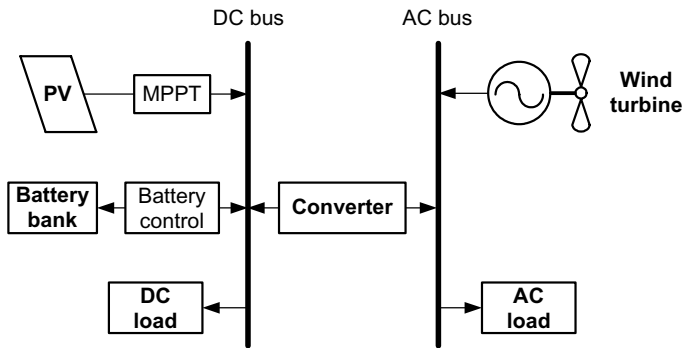 DC bus
AC bus
PV
MPPT
Wind
turbine
Battery
bank
Battery
control
Converter
DC
load
AC
load